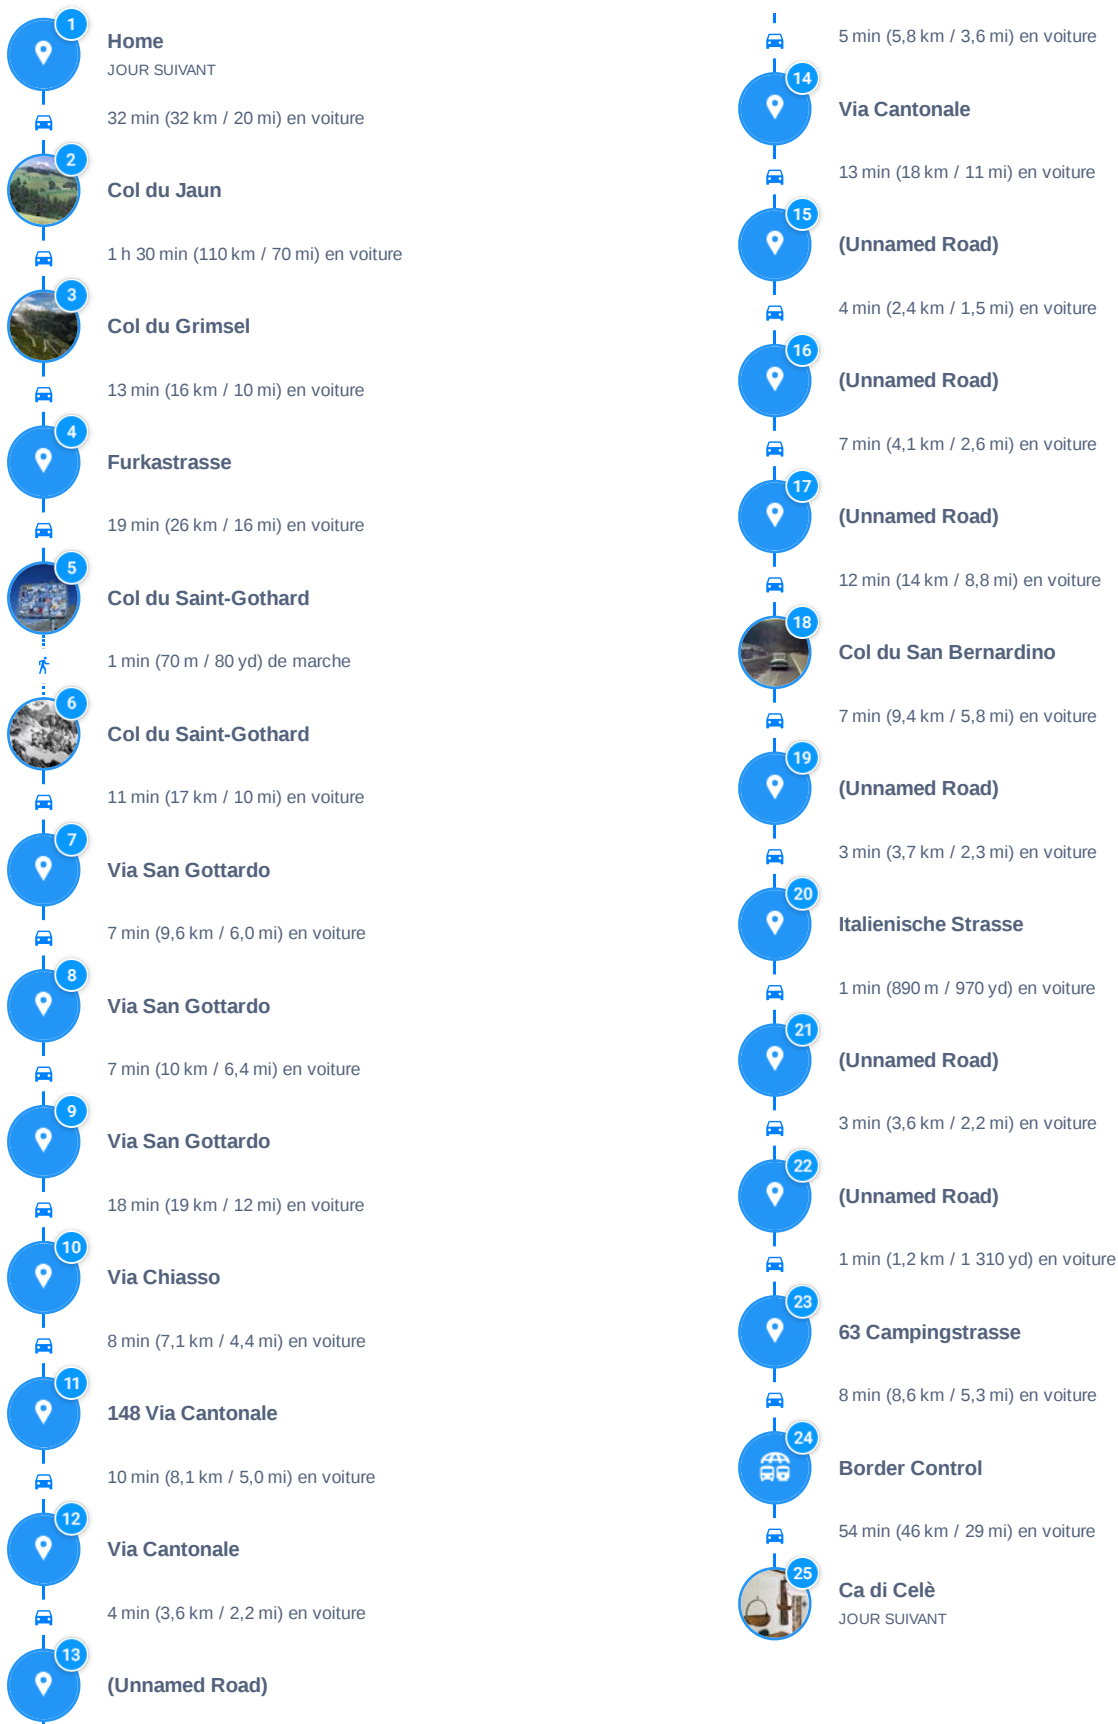 1
Home
JOUR SUIVANT
32 min (32 km / 20 mi) en voiture
2
Col du Jaun
1 h 30 min (110 km / 70 mi) en voiture
3
Col du Grimsel
13 min (16 km / 10 mi) en voiture
4
Furkastrasse
19 min (26 km / 16 mi) en voiture
5
Col du Saint-Gothard
1 min (70 m / 80 yd) de marche
6
Col du Saint-Gothard
11 min (17 km / 10 mi) en voiture
7
Via San Gottardo
7 min (9,6 km / 6,0 mi) en voiture
8
Via San Gottardo
7 min (10 km / 6,4 mi) en voiture
9
Via San Gottardo
18 min (19 km / 12 mi) en voiture
10
Via Chiasso
8 min (7,1 km / 4,4 mi) en voiture
11
148 Via Cantonale
10 min (8,1 km / 5,0 mi) en voiture
12
Via Cantonale
4 min (3,6 km / 2,2 mi) en voiture
13
(Unnamed Road)
5 min (5,8 km / 3,6 mi) en voiture
14
Via Cantonale
13 min (18 km / 11 mi) en voiture
15
(Unnamed Road)
4 min (2,4 km / 1,5 mi) en voiture
16
(Unnamed Road)
7 min (4,1 km / 2,6 mi) en voiture
17
(Unnamed Road)
12 min (14 km / 8,8 mi) en voiture
18
Col du San Bernardino
7 min (9,4 km / 5,8 mi) en voiture
19
(Unnamed Road)
3 min (3,7 km / 2,3 mi) en voiture
20
Italienische Strasse
1 min (890 m / 970 yd) en voiture
21
(Unnamed Road)
3 min (3,6 km / 2,2 mi) en voiture
22
(Unnamed Road)
1 min (1,2 km / 1 310 yd) en voiture
23
63 Campingstrasse
8 min (8,6 km / 5,3 mi) en voiture
24
Border Control
54 min (46 km / 29 mi) en voiture
25
Ca di Celè
JOUR SUIVANT